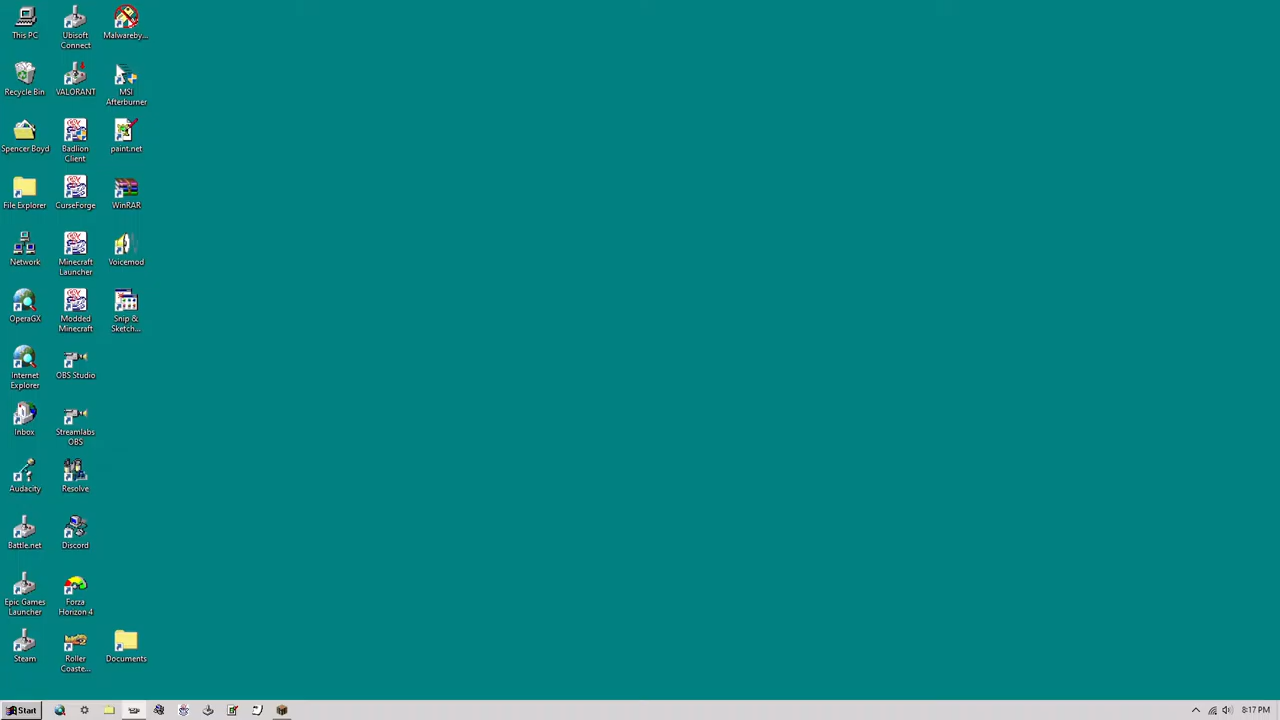 This PC
Ubisoft
Connect
Malwareby...
Recycle Bin
VALORANT
MSI
Afterburner
Spencer Boyd
Badlion
Client
paint.net
File Explorer
CurseForge
WinRAR
Network
Minecraft
Launcher
Voicemod
OperaGX
Modded
Minecraft
Snip &
Sketch...
Internet
Explorer
OBS Studio
Inbox
Streamlabs
OBS
Audacity
Resolve
Battle.net
Discord
Epic Games
Launcher
Forza
Horizon 4
Steam
Roller
Coaste...
Documents
Start
8:17 PM